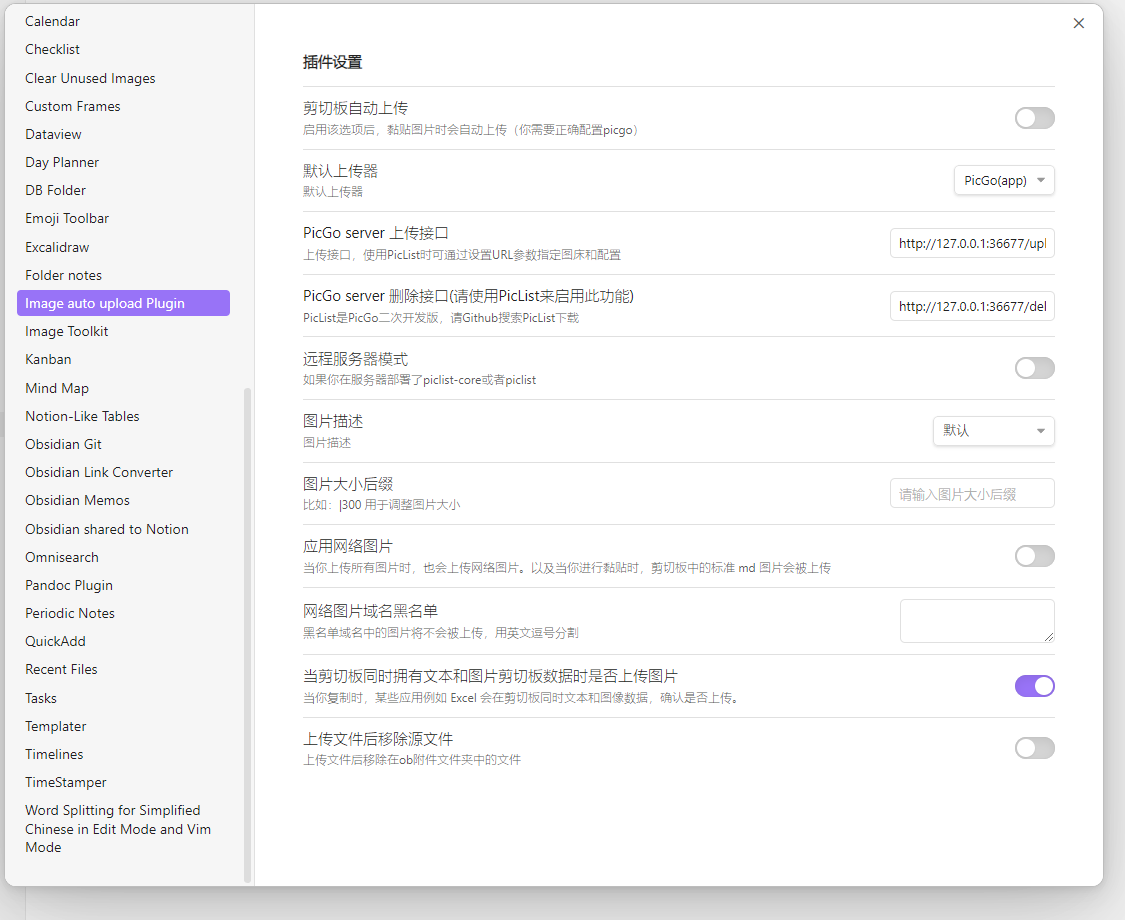 Calendar
Checklist
Clear Unused Images
Custom Frames
Dataview
Day Planner
DB Folder
Emoji Toolbar
Excalidraw
Folder notes
Image auto upload Plugin
Image Toolkit
Kanban
Mind Map
Notion-Like Tables
Obsidian Git
Obsidian Link Converter
Obsidian Memos
Obsidian shared to Notion
Omnisearch
Pandoc Plugin
Periodic Notes
QuickAdd
Recent Files
Tasks
Templater
Timelines
TimeStamper
Word Splitting for Simplified
Chinese in Edit Mode and Vim
Mode
插件设置
剪切板自动上传
启用该选项后，黏贴图片时会自动上传（你需要正确配置picgo）
默认上传器
默认上传器
PicGo(app)
PicGo server 上传接口
上传接口，使用PicList时可通过设置URL参数指定图床和配置
http://127.0.0.1:36677/upl
PicGo server 删除接口(请使用PicList来启用此功能)
PicList是PicGo二次开发版，请Github搜索PicList下载
http://127.0.0.1:36677/del
远程服务器模式
如果你在服务器部署了piclist-core或者piclist
图片描述
图片描述
默认
图片大小后缀
比如：|300 用于调整图片大小
请输入图片大小后缀
应用网络图片
当你上传所有图片时，也会上传网络图片。以及当你进行黏贴时，剪切板中的标准 md 图片会被上传
网络图片域名黑名单
黑名单域名中的图片将不会被上传，用英文逗号分割
当剪切板同时拥有文本和图片剪切板数据时是否上传图片
当你复制时，某些应用例如 Excel 会在剪切板同时文本和图像数据，确认是否上传。
上传文件后移除源文件
上传文件后移除在ob附件文件夹中的文件